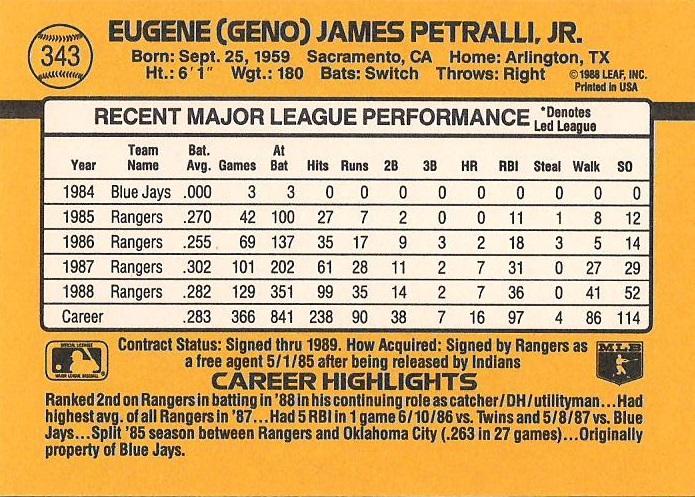 343
EUGENE (GENO) JAMES PETRALLI, JR.
Born: Sept. 25, 1959 Sacramento, CA Home: Arlington, TX
Ht.: 6'1" Wgt.: 180 Bats: Switch Throws: Right ©1988 LEAF, INC.
Printed in USA
RECENT MAJOR LEAGUE PERFORMANCE *Denotes
Led League
Team Bat. At
Year Name Avg. Games Bat Hits Runs 2B 3B HR RBI Steal Walk SO
1984 Blue Jays .000 3 3 0 0 0 0 0 0 0 0 0
1985 Rangers .270 42 100 27 7 2 0 0 11 1 8 12
1986 Rangers .255 69 137 35 17 9 3 2 18 3 5 14
1987 Rangers .302 101 202 61 28 11 2 7 31 0 27 29
1988 Rangers .282 129 351 99 35 14 2 7 36 0 41 52
Career .283 366 841 238 90 38 7 16 97 4 86 114
Contract Status: Signed thru 1989. How Acquired: Signed by Rangers as
a free agent 5/1/85 after being released by Indians
MLB
CAREER HIGHLIGHTS
Ranked 2nd on Rangers in batting in '88 in his continuing role as catcher/DH/utilityman...Had
highest avg. of all Rangers in '87...Had 5 RBI in 1 game 6/10/86 vs. Twins and 5/8/87 vs. Blue
Jays...Split '85 season between Rangers and Oklahoma City (.263 in 27 games)...Originally
property of Blue Jays.